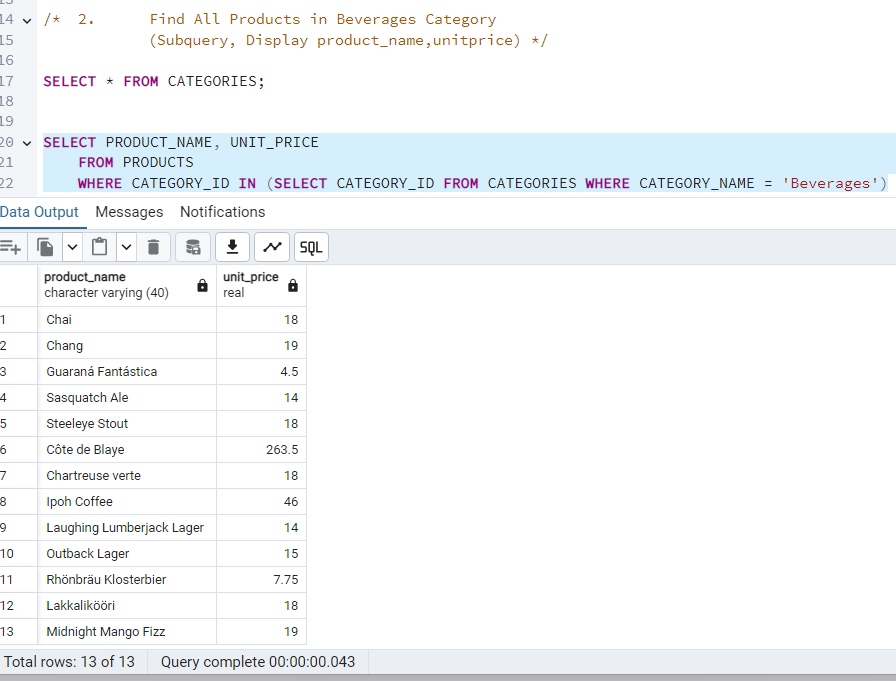 14 /* 2. Find All Products in Beverages Category
15 (Subquery, Display product_name,unitprice) */
16
17 SELECT * FROM CATEGORIES;
18
19
20 SELECT PRODUCT_NAME, UNIT_PRICE
21 FROM PRODUCTS
22 WHERE CATEGORY_ID IN (SELECT CATEGORY_ID FROM CATEGORIES WHERE CATEGORY_NAME = 'Beverages')
Data Output Messages Notifications
SQL
product_name unit_price
character varying (40) real
1 Chai 18
2 Chang 19
3 Guaraná Fantástica 4.5
4 Sasquatch Ale 14
5 Steeleye Stout 18
6 Côte de Blaye 263.5
7 Chartreuse verte 18
8 Ipoh Coffee 46
9 Laughing Lumberjack Lager 14
10 Outback Lager 15
11 Rhönbräu Klosterbier 7.75
12 Lakkalikööri 18
13 Midnight Mango Fizz 19
Total rows: 13 of 13 Query complete 00:00:00.043